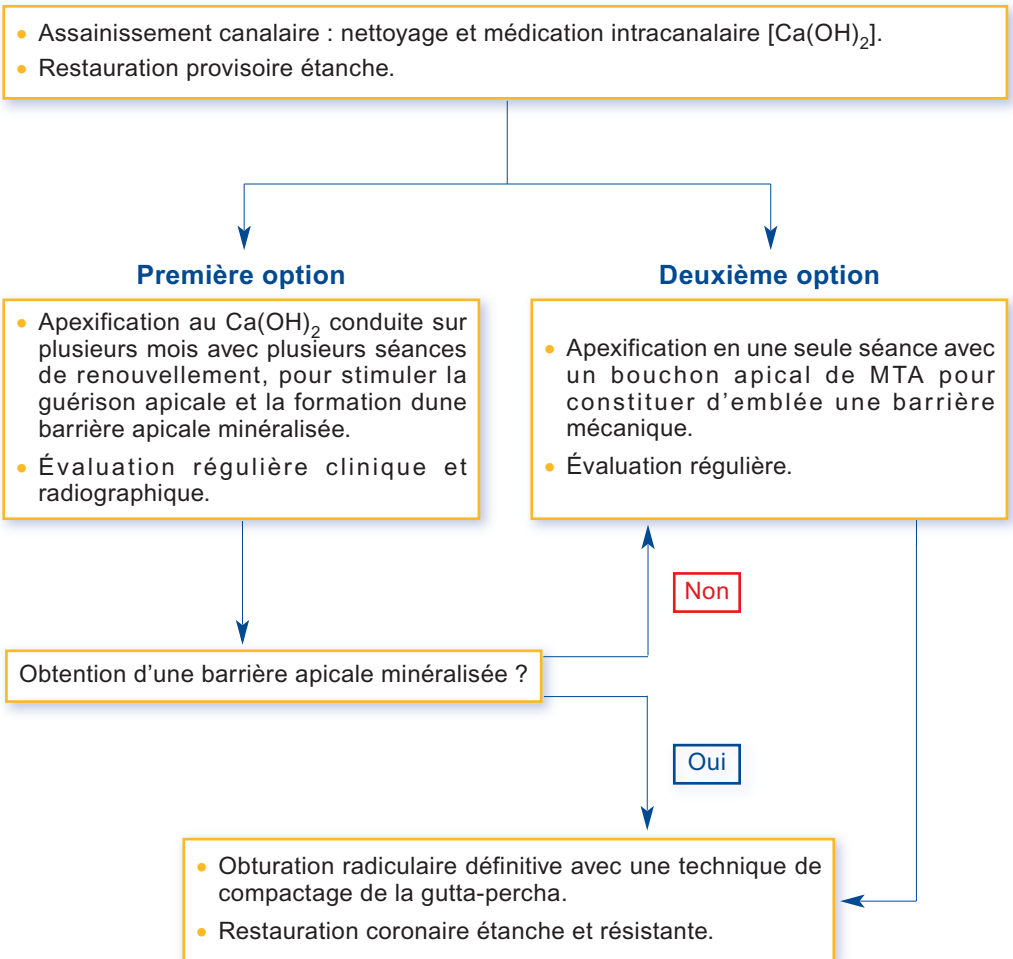 • Assainissement canalaire : nettoyage et médication intracanalaire [Ca(OH)₂].
• Restauration provisoire étanche.
Première option
• Apexification au Ca(OH)₂ conduite sur
plusieurs mois avec plusieurs séances
de renouvellement, pour stimuler la
guérison apicale et la formation dune
barrière apicale minéralisée.
• Évaluation régulière clinique et
radiographique.
Deuxième option
• Apexification en une seule séance avec
un bouchon apical de MTA pour
constituer d’emblée une barrière
mécanique.
• Évaluation régulière.
Non
Obtention d’une barrière apicale minéralisée ?
Oui
• Obturation radiculaire définitive avec une technique de
compactage de la gutta-percha.
• Restauration coronaire étanche et résistante.